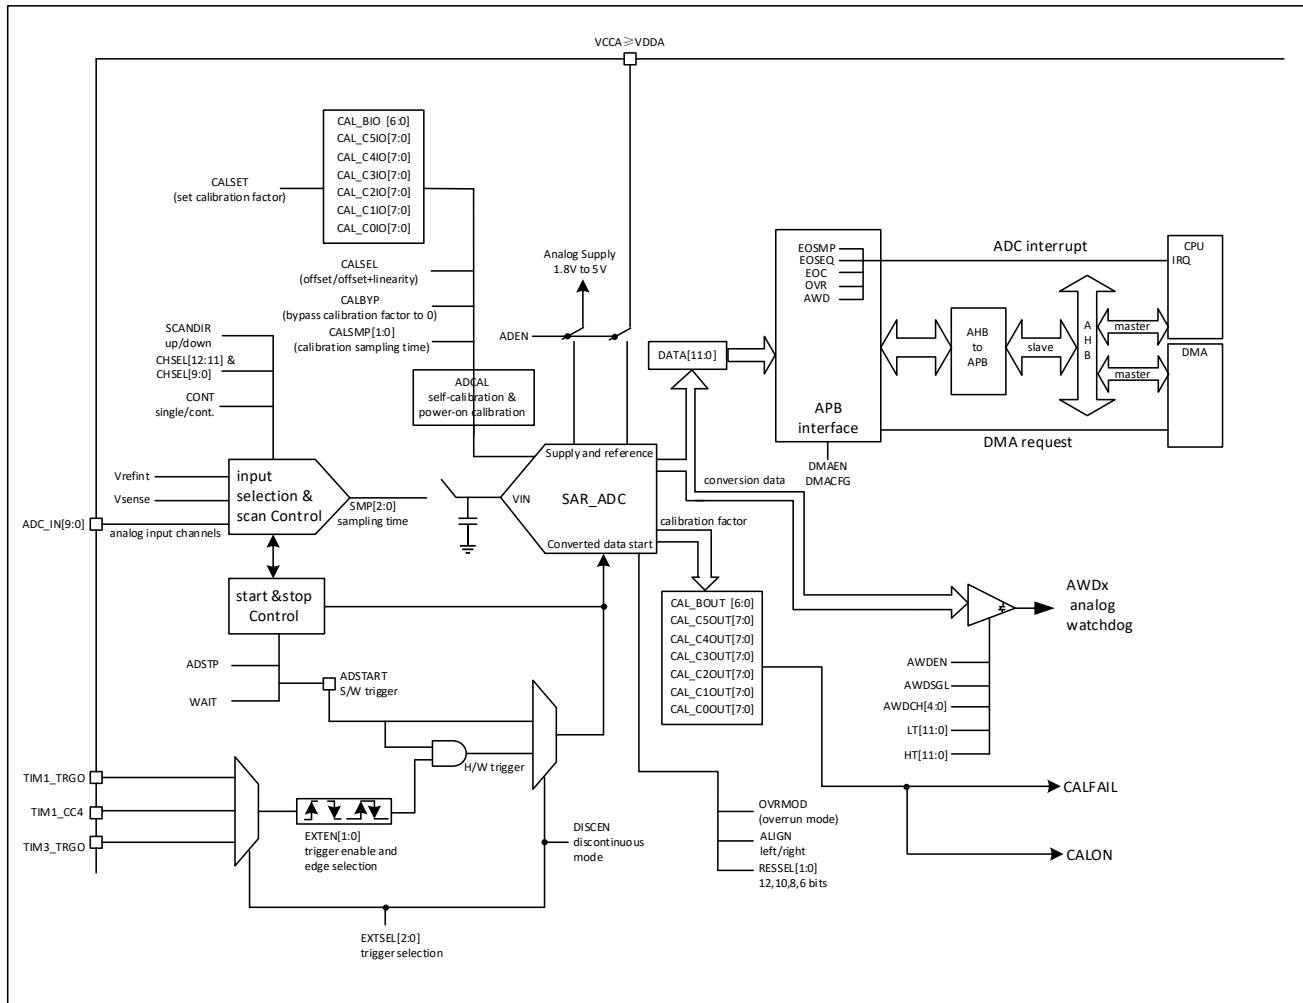 VCCA≥VDDA
CAL_BIO [6:0]
CAL_C5IO[7:0]
CAL_C4IO[7:0]
CAL_C3IO[7:0]
CAL_C2IO[7:0]
CAL_C1IO[7:0]
CAL_C0IO[7:0]
CALSET
(set calibration factor)
CALSEL
(offset/offset+linearity)
CALBYP
(bypass calibration factor to 0)
CALSMP[1:0]
(calibration sampling time)
ADCAL
self-calibration &
power-on calibration
Analog Supply
1.8V to 5V
ADEN
SCANDIR
up/down
CHSEL[12:11] &
CHSEL[9:0]
CONT
single/cont.
DATA[11:0]
EOSMP
EOSEQ
EOC
OVR
AWD
APB
interface
DMAEN
DMACFG
ADC interrupt
DMA request
AHB
to
APB
slave
A
H
B
master
master
CPU
IRQ
DMA
Vrefint
Vsense
ADC_IN[9:0]
analog input channels
input
selection &
scan Control
SMP[2:0]
sampling time
Supply and reference
VIN
SAR_ADC
Converted data start
conversion data
calibration factor
start &stop
Control
CAL_BOUT [6:0]
CAL_C5OUT[7:0]
CAL_C4OUT[7:0]
CAL_C3OUT[7:0]
CAL_C2OUT[7:0]
CAL_C1OUT[7:0]
CAL_C0OUT[7:0]
AWDx
analog
watchdog
AWDEN
AWDSGL
AWDCH[4:0]
LT[11:0]
HT[11:0]
ADSTP
WAIT
ADSTART
S/W trigger
H/W trigger
TIM1_TRGO
TIM1_CC4
TIM3_TRGO
EXTEN[1:0]
trigger enable and
edge selection
DISCEN
discontinuous
mode
EXTSEL[2:0]
trigger selection
OVRMOD
(overrun mode)
ALIGN
left/right
RESSEL[1:0]
12,10,8,6 bits
CALFAIL
CALON